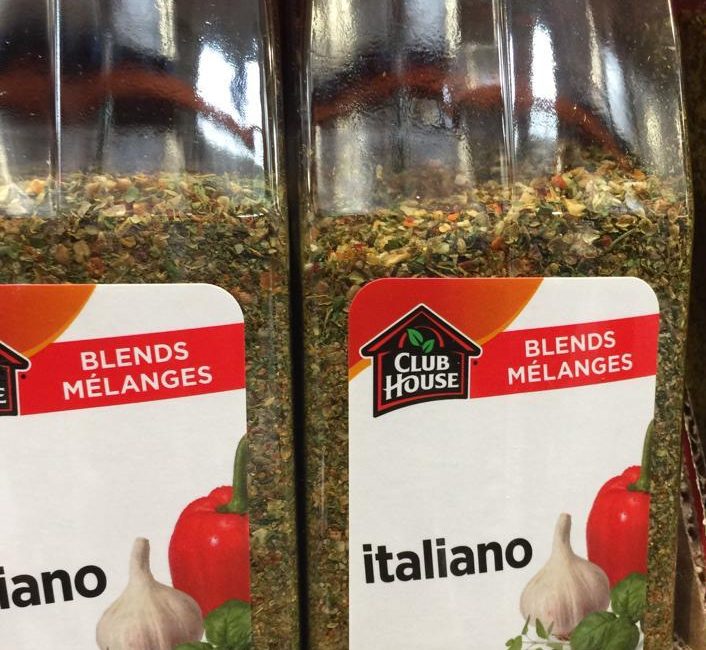 BLENDS
MÉLANGES
iano
CLUB
HOUSE
BLENDS
MÉLANGES
italiano